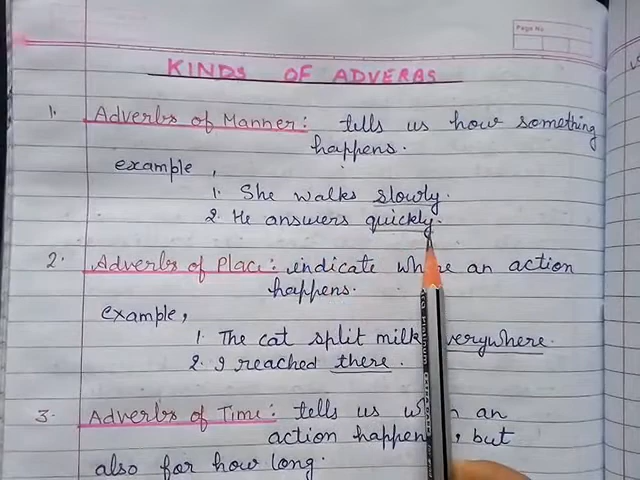 Page No
KINDS OF ADVERBS
1. Adverbs of Manner: tells us how something
happens.
example,
1. She walks slowly.
2. He answers quickly.
2. Adverbs of Place: indicate where an action
happens.
example,
1. The cat split milk everywhere.
2. I reached there.
3. Adverbs of Time: tells us when an
action happens, but
also for how long.